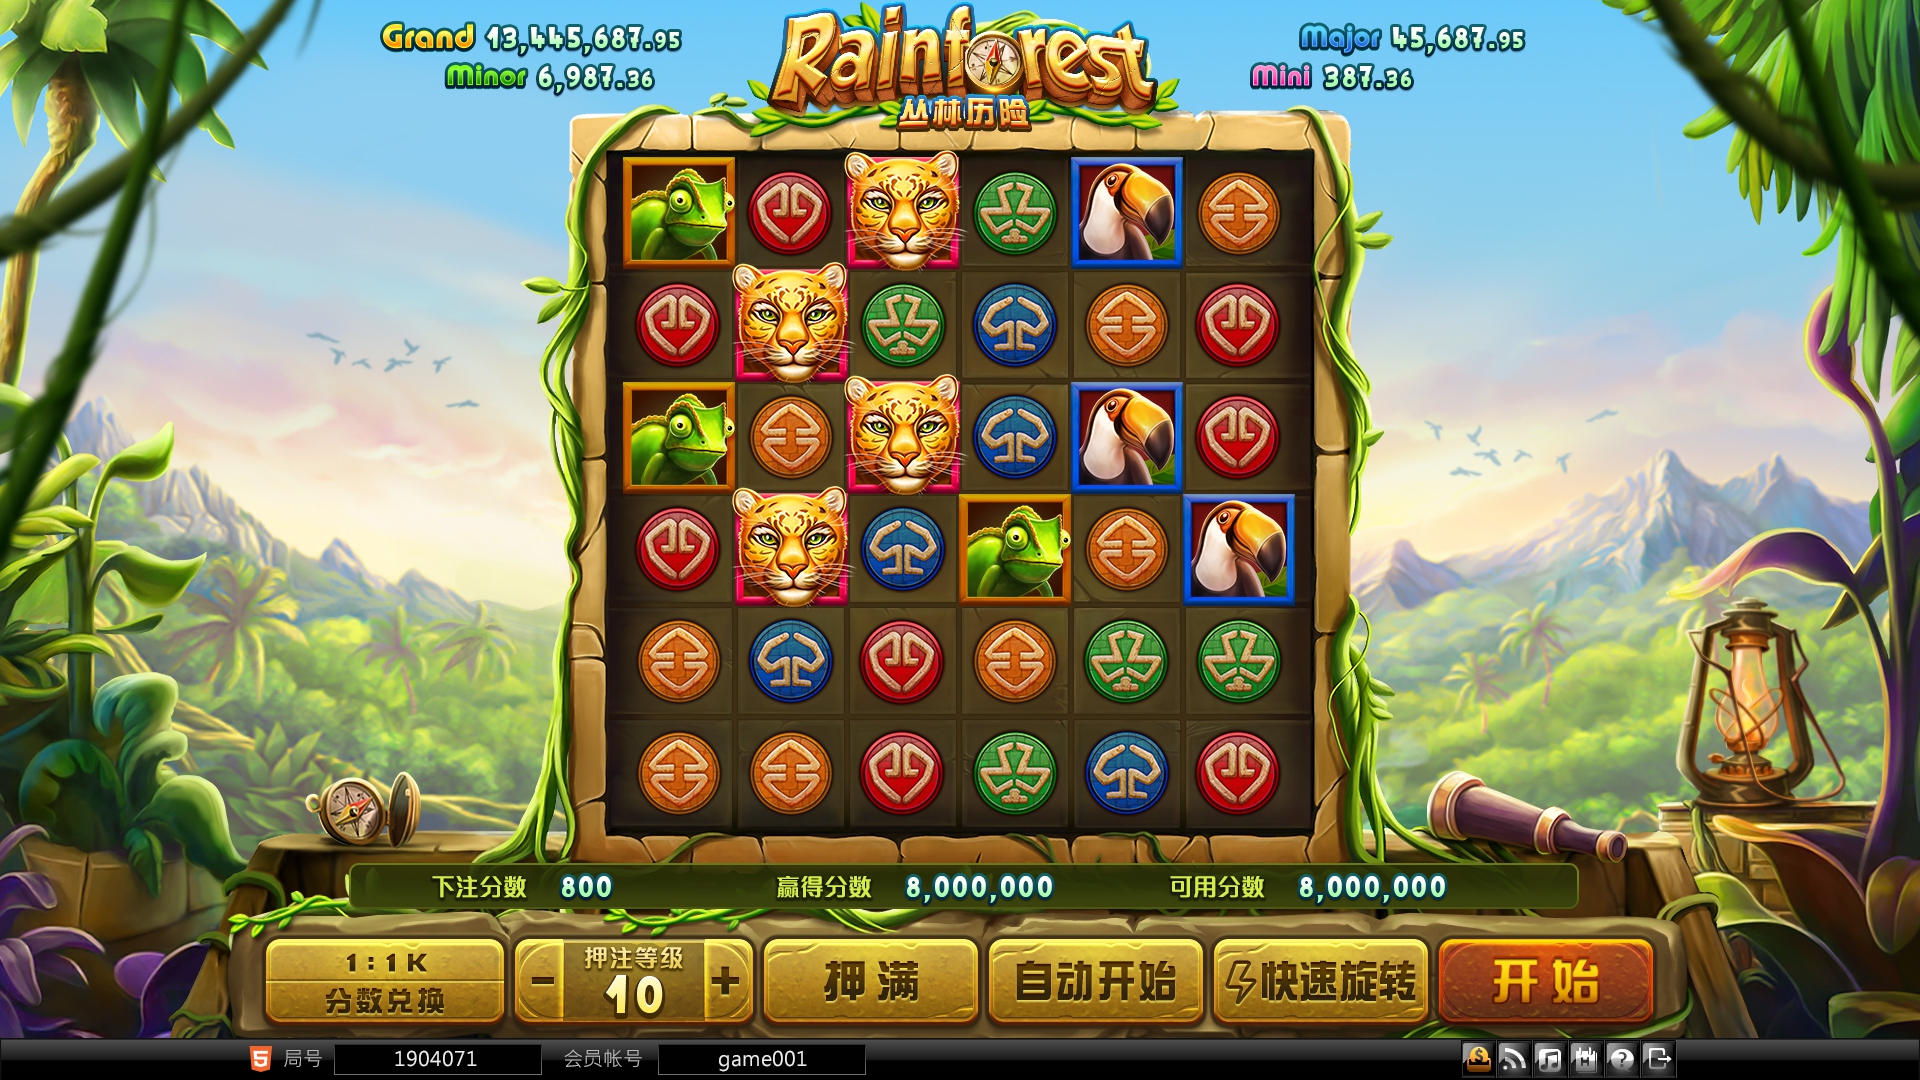 Grand 13,445,687.95
Minor 6,987.36
Rainforest
丛林历险
Major 45,687.95
Mini 387.36
下注分数 800 赢得分数 8,000,000 可用分数 8,000,000
1:1K
分数兑换
- 押注等级 +
10
押满
自动开始
快速旋转
开始
局号 1904071 会员帐号 game001